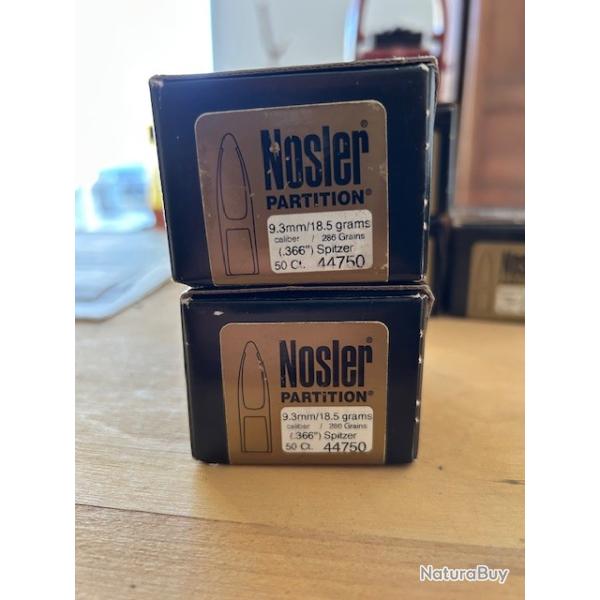 Nosler®
PARTITION®
9.3mm/18.5 grams
caliber / 286 Grains
(.366") Spitzer
50 Ct. 44750
Nosler®
PARTITION®
9.3mm/18.5 grams
caliber / 286 Grains
(.366") Spitzer
50 Ct. 44750
NaturaBuy